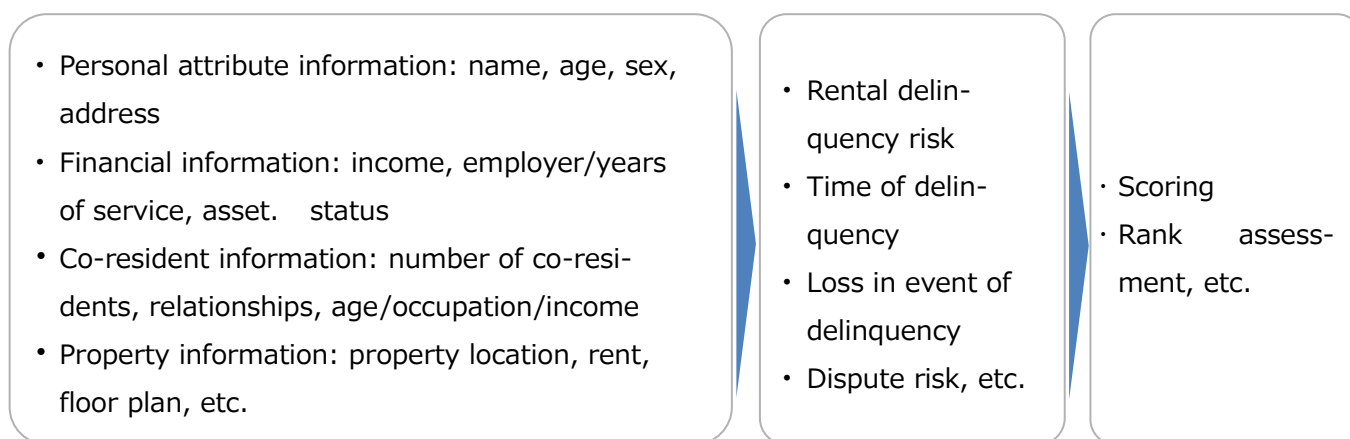 ・ Personal attribute information: name, age, sex,
address
・ Financial information: income, employer/years
of service, asset. status
• Co-resident information: number of co-resi-
dents, relationships, age/occupation/income
• Property information: property location, rent,
floor plan, etc.
・ Rental delin-
quency risk
・ Time of delin-
quency
・ Loss in event of
delinquency
・ Dispute risk, etc.
・ Scoring
・ Rank assess-
ment, etc.